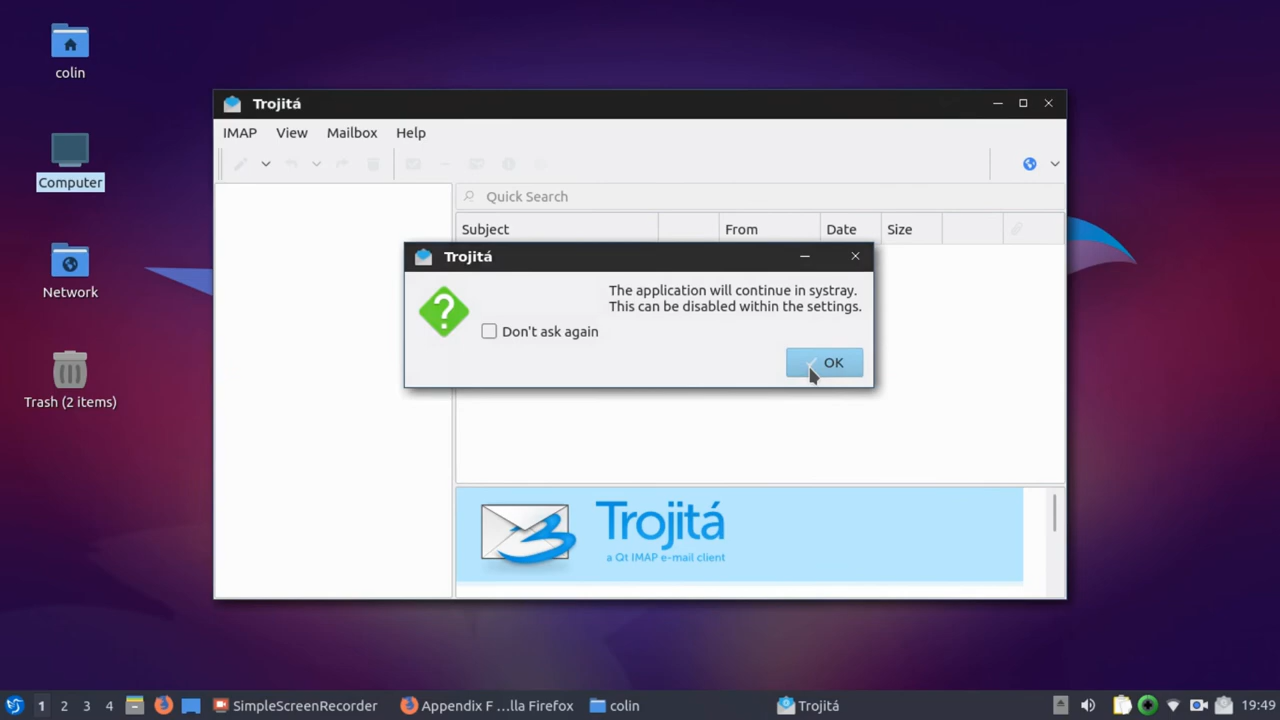 colin
Computer
Network
Trash (2 items)
Trojitá
IMAP View Mailbox Help
Quick Search
Subject From Date Size
Trojitá
The application will continue in systray.
This can be disabled within the settings.
Don't ask again
OK
Trojitá
a Qt IMAP e-mail client
1 2 3 4 SimpleScreenRecorder Appendix F ...lla Firefox colin Trojitá 19:49